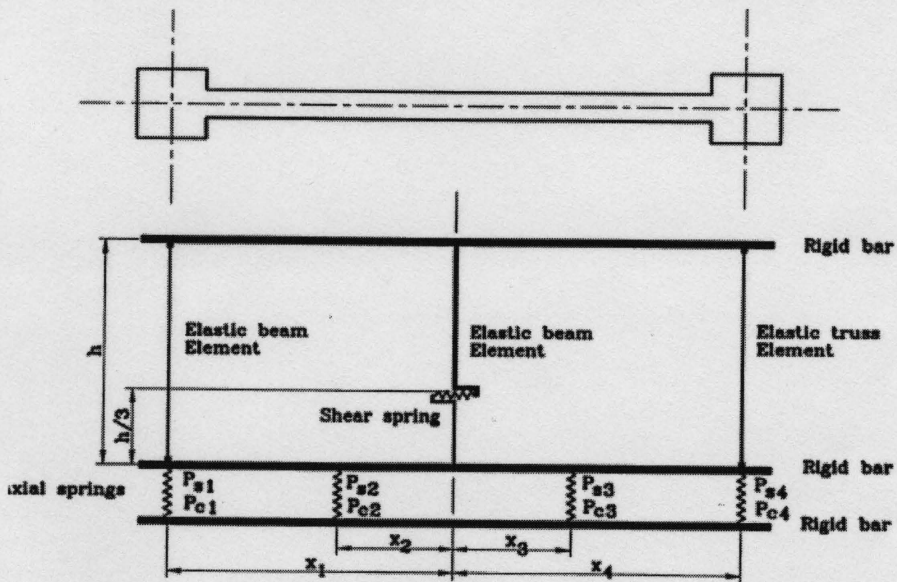 Rigid bar
Elastic beam
Element
Elastic beam
Element
Elastic truss
Element
h
h/3
Shear spring
Rigid bar
xial springs
Ps1
Pc1
Ps2
Pc2
Ps3
Pc3
Ps4
Pc4
Rigid bar
x2
x3
x1
x4